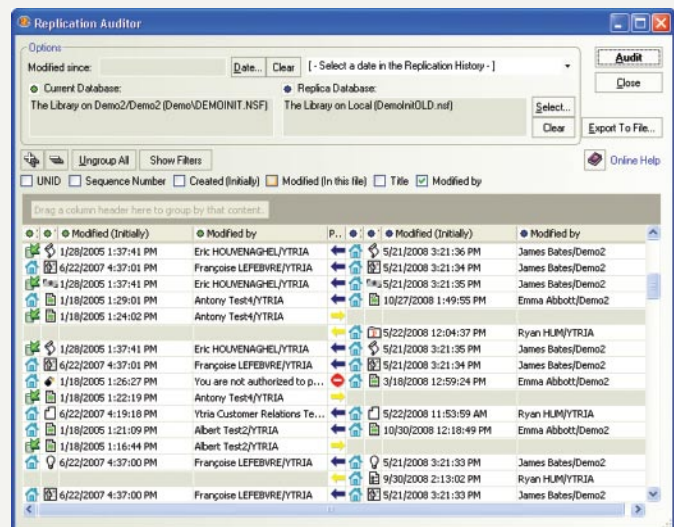 Replication Auditor
Options
Modified since: Date... Clear [ - Select a date in the Replication History - ]
Audit
Close
Current Database: Replica Database:
The Library on Demo2/Demo2 (Demo\DEMOINIT.NSF) The Library on Local (DemoInitOLD.nsf) Select...
Clear Export To File...
Ungroup All Show Filters Online Help
UNID Sequence Number Created (Initially) Modified (In this file) Title Modified by
Drag a column header here to group by that content.
Modified (Initially) Modified by P... Modified (Initially) Modified by
1/28/2005 1:37:41 PM Eric HOUVENAGHEL/YTRIA 5/21/2008 3:21:36 PM James Bates/Demo2
6/22/2007 4:37:01 PM Françoise LEFEBVRE/YTRIA 5/21/2008 3:21:34 PM James Bates/Demo2
1/28/2005 1:37:41 PM Eric HOUVENAGHEL/YTRIA 5/21/2008 3:21:35 PM James Bates/Demo2
1/18/2005 1:29:01 PM Antony Test4/YTRIA 10/27/2008 1:49:55 PM Emma Abbott/Demo2
1/18/2005 1:24:02 PM Antony Test4/YTRIA
5/22/2008 12:04:37 PM Ryan HUM/YTRIA
1/28/2005 1:37:41 PM Eric HOUVENAGHEL/YTRIA 5/21/2008 3:21:35 PM James Bates/Demo2
6/22/2007 4:37:01 PM Françoise LEFEBVRE/YTRIA 5/21/2008 3:21:34 PM James Bates/Demo2
1/18/2005 1:26:27 PM You are not authorized to p... 3/18/2008 12:59:24 PM Emma Abbott/Demo2
1/18/2005 1:22:19 PM Antony Test4/YTRIA
6/22/2007 4:19:18 PM Ytria Customer Relations Te... 5/22/2008 11:53:59 AM Ryan HUM/YTRIA
1/18/2005 1:21:09 PM Albert Test2/YTRIA 10/30/2008 12:18:49 PM Emma Abbott/Demo2
1/18/2005 1:16:44 PM Albert Test2/YTRIA
6/22/2007 4:37:00 PM Françoise LEFEBVRE/YTRIA 5/21/2008 3:21:33 PM James Bates/Demo2
9/30/2008 2:13:02 PM Ryan HUM/YTRIA
6/22/2007 4:37:00 PM Françoise LEFEBVRE/YTRIA 5/21/2008 3:21:33 PM James Bates/Demo2